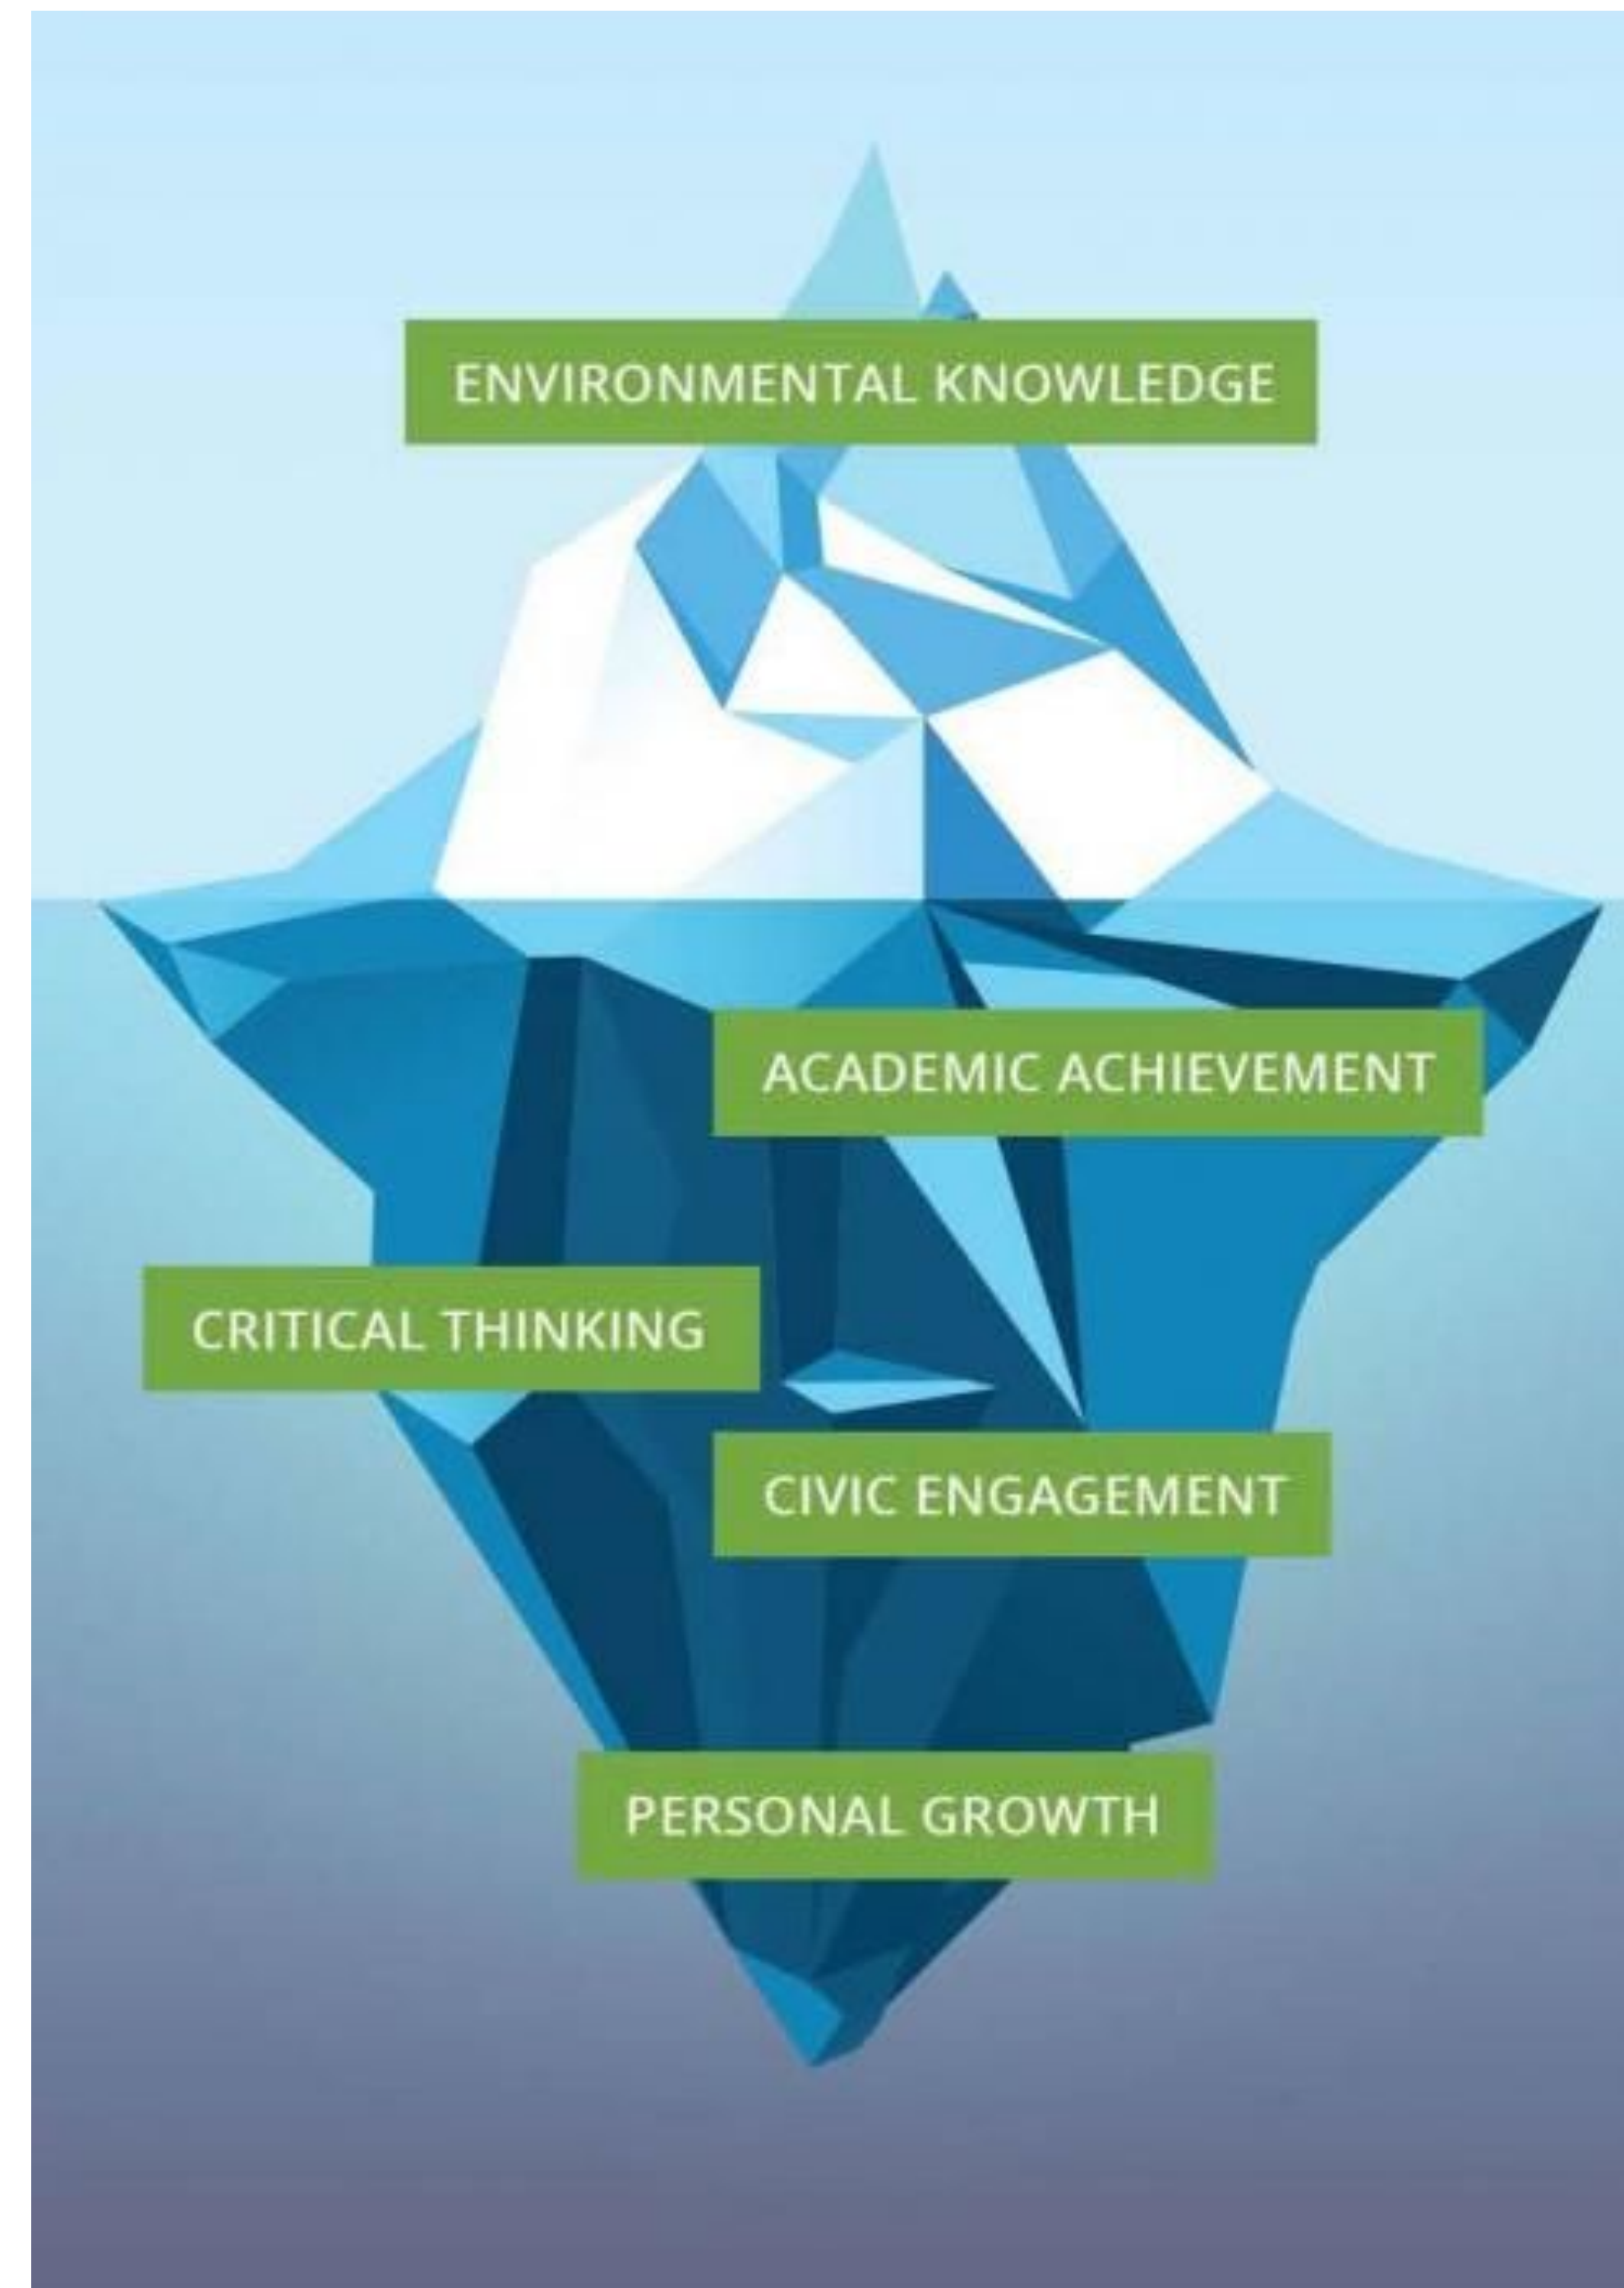 ENVIRONMENTAL KNOWLEDGE
ACADEMIC ACHIEVEMENT
CRITICAL THINKING
CIVIC ENGAGEMENT
PERSONAL GROWTH